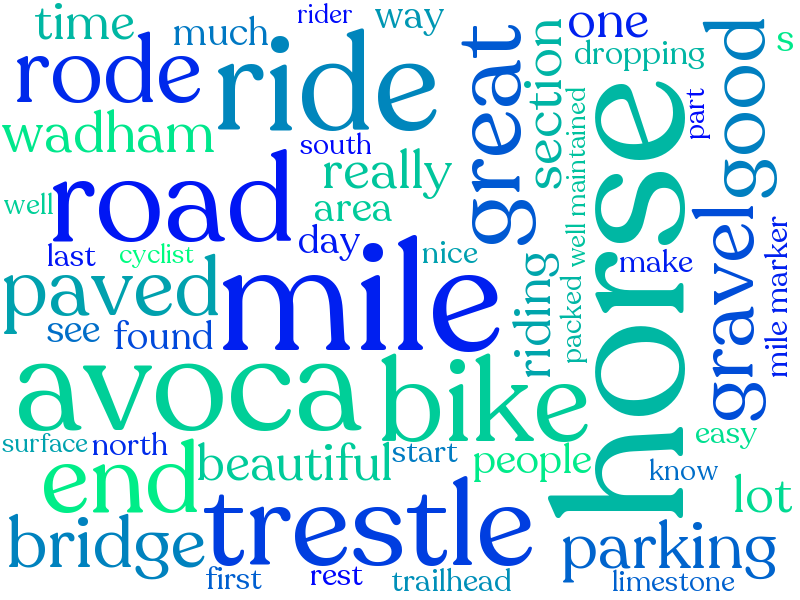 time
much
rider
way
one
dropping
s
rode
ride
great
section
horse
part
good
wadham
south
really
well maintained
well
road
area
day
last
cyclist
nice
make
gravel
mile marker
paved
see
found
mile
riding
packed
avoca
bike
surface
north
easy
end
beautiful
start
people
know
lot
bridge
trestle
parking
first
rest
trailhead
limestone